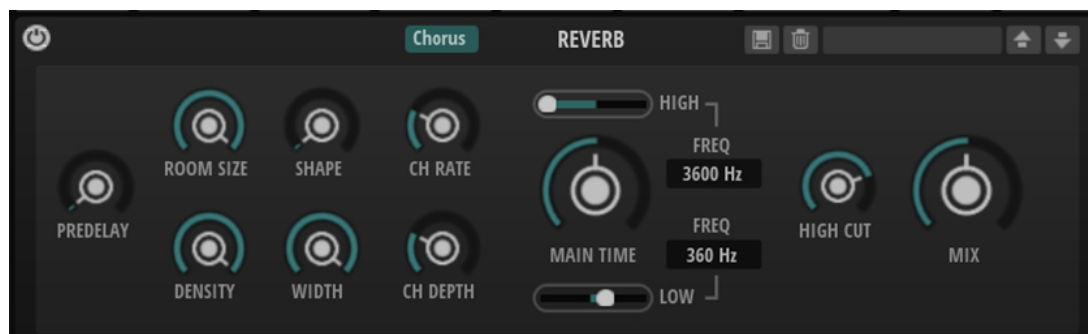 Chorus
REVERB
PREDELAY
ROOM SIZE
SHAPE
CH RATE
DENSITY
WIDTH
CH DEPTH
HIGH
FREQ
3600 Hz
MAIN TIME
FREQ
360 Hz
LOW
HIGH CUT
MIX